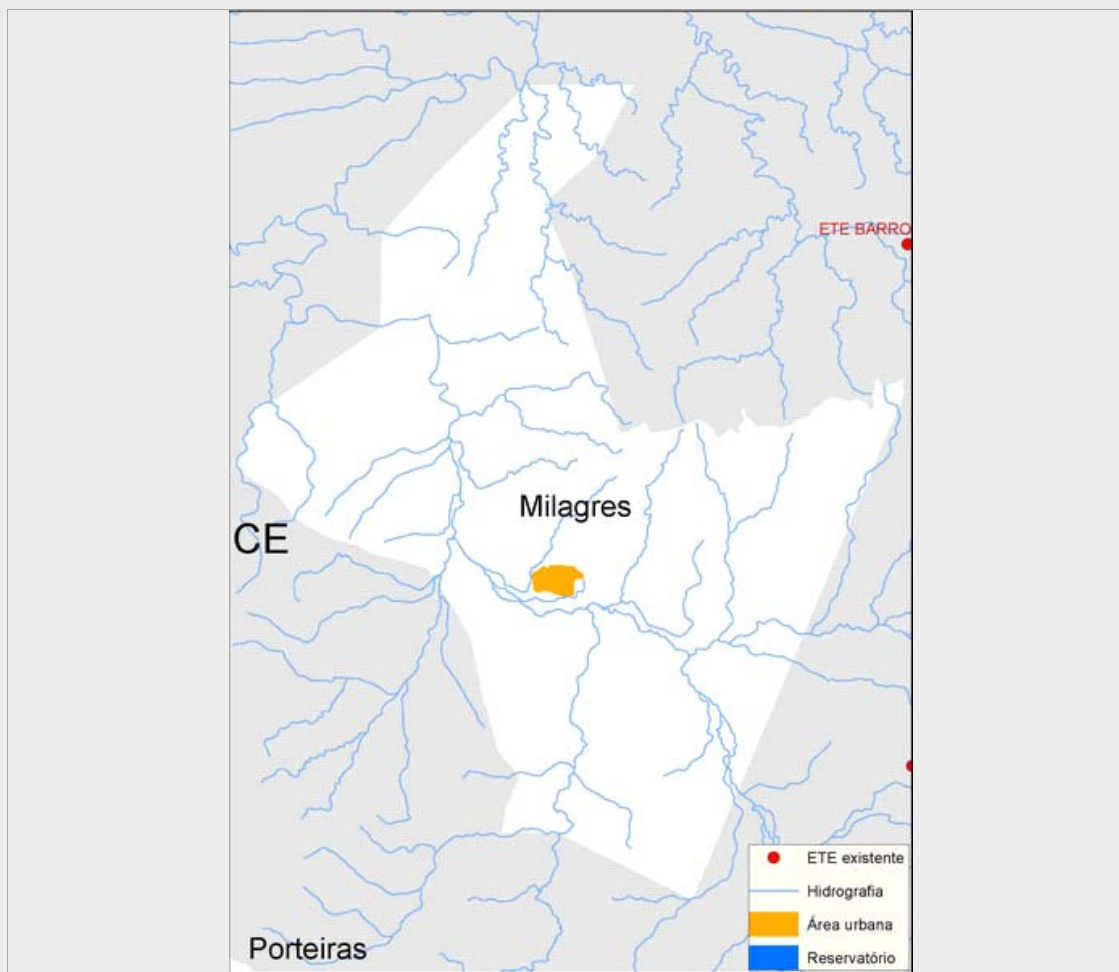 ETE BARRO
Milagres
CE
ETE existente
Hidrografia
Área urbana
Reservatório
Porteiras